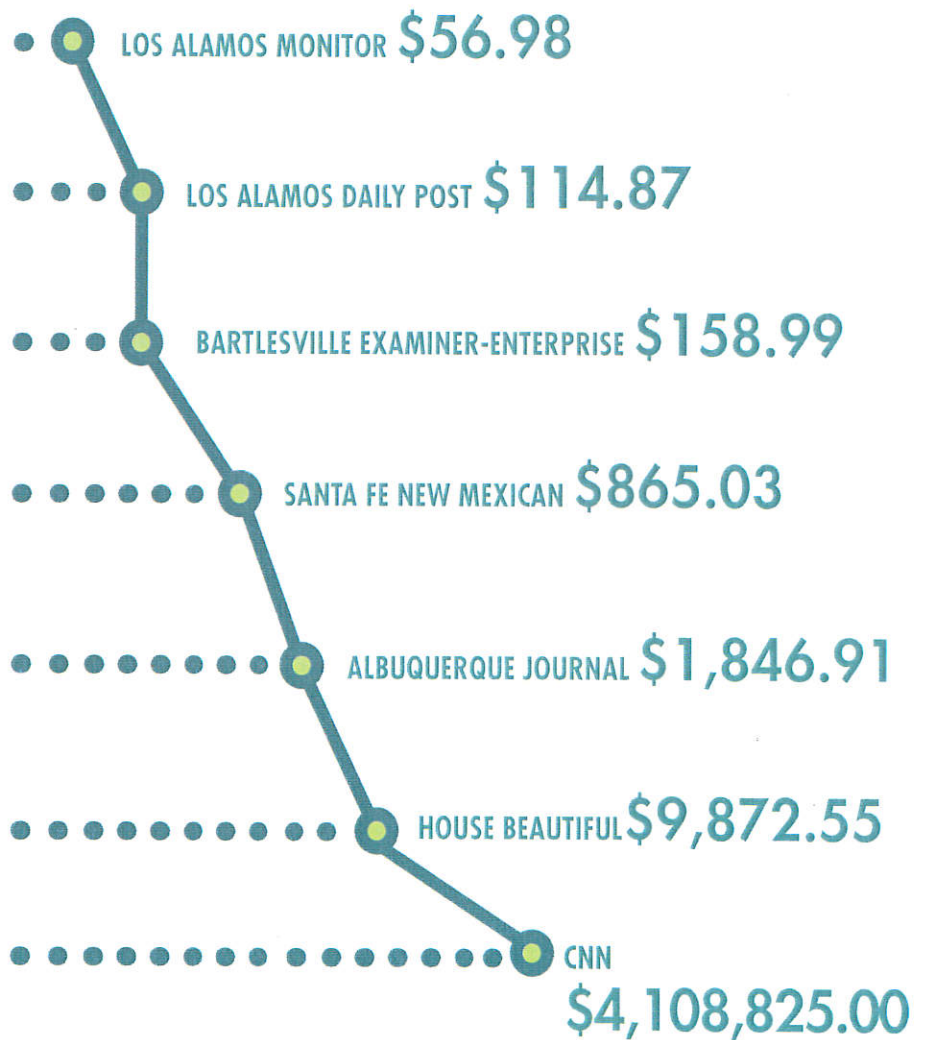 LOS ALAMOS MONITOR $56.98
LOS ALAMOS DAILY POST $114.87
BARTLESVILLE EXAMINER-ENTERPRISE $158.99
SANTA FE NEW MEXICAN $865.03
ALBUQUERQUE JOURNAL $1,846.91
HOUSE BEAUTIFUL $9,872.55
CNN
$4,108,825.00